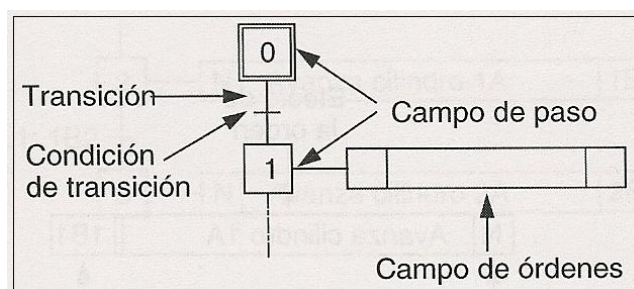 0
Transición
Campo de paso
Condición
de transición
1
Campo de órdenes